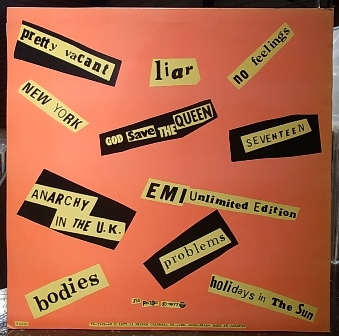 pretty vacant
liar
no feelings
NEW YORK
GOD Save THE QUEEN
SEVENTEEN
ANARCHY
IN THE U.K.
EMI Unlimited Edition
problems
bodies
holidays in The Sun